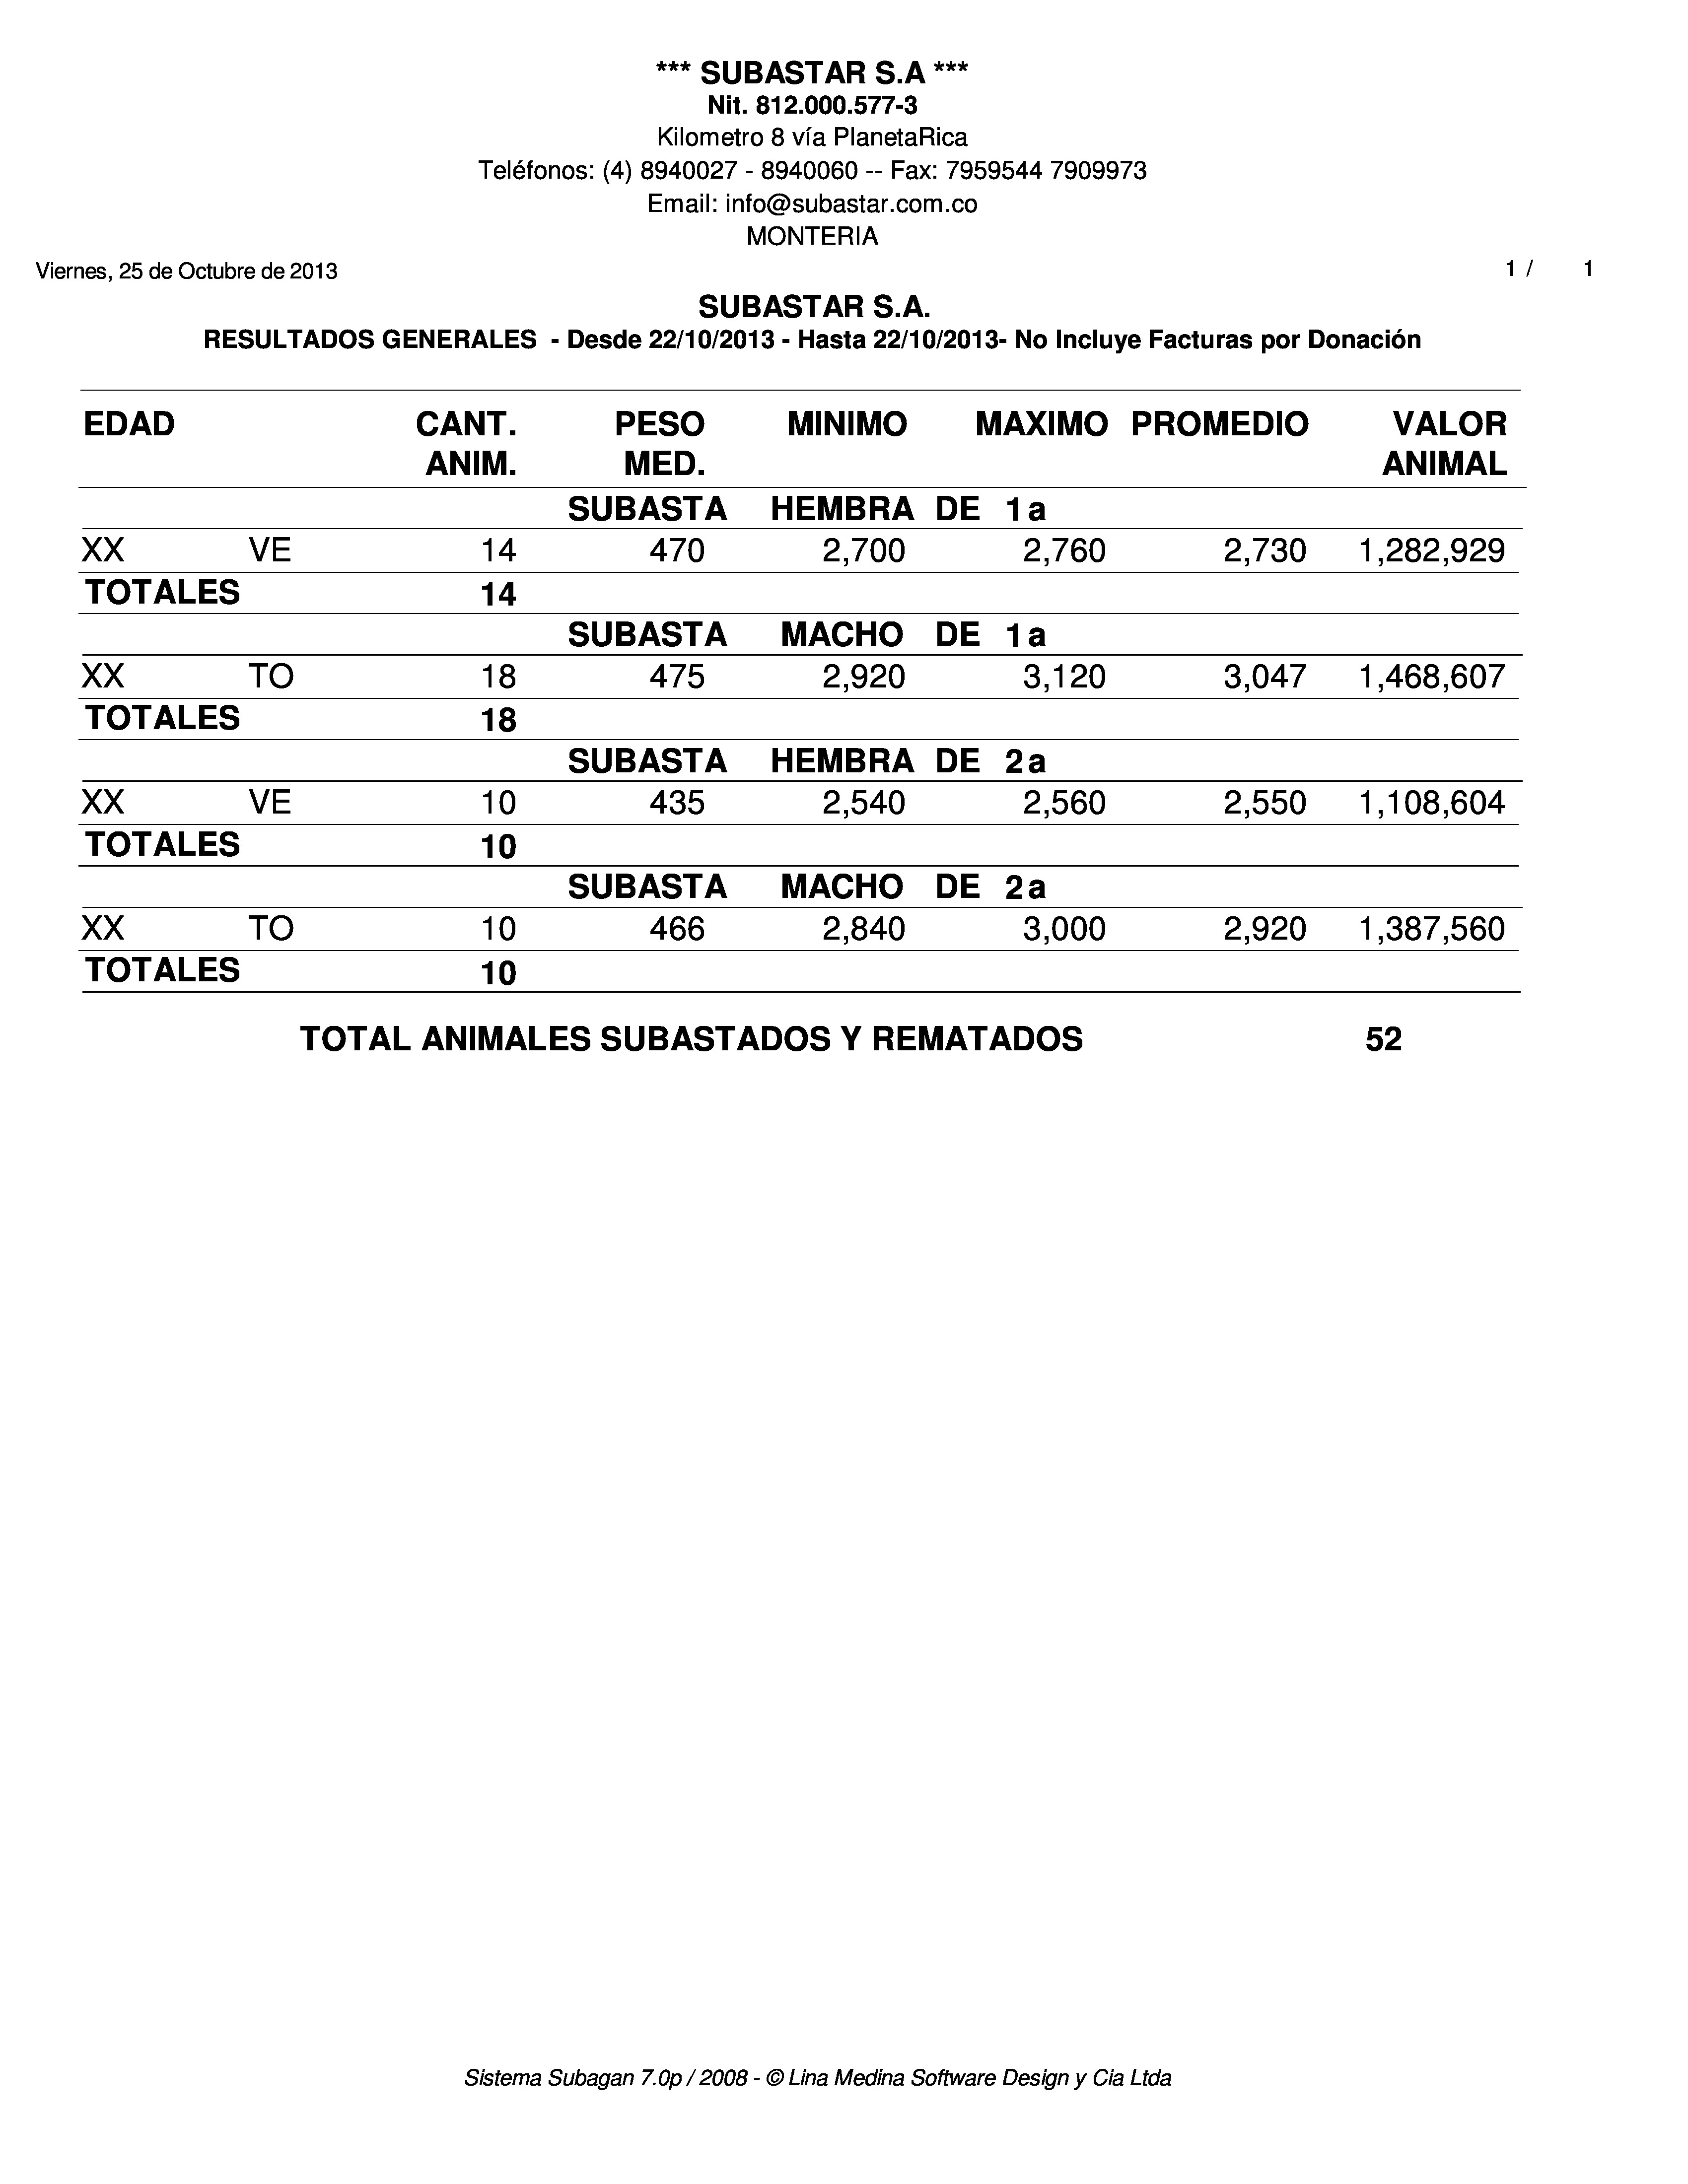 *** SUBASTAR S.A ***
Nit. 812.000.577-3
Kilometro 8 vía PlanetaRica
Teléfonos: (4) 8940027 - 8940060 -- Fax: 7959544 7909973
Email: info@subastar.com.co
MONTERIA
Viernes, 25 de Octubre de 2013 1 / 1
SUBASTAR S.A.
RESULTADOS GENERALES - Desde 22/10/2013 - Hasta 22/10/2013- No Incluye Facturas por Donación
EDAD CANT. PESO MINIMO MAXIMO PROMEDIO VALOR
ANIM. MED. ANIMAL
SUBASTA HEMBRA DE 1a
XX VE 14 470 2,700 2,760 2,730 1,282,929
TOTALES 14
SUBASTA MACHO DE 1a
XX TO 18 475 2,920 3,120 3,047 1,468,607
TOTALES 18
SUBASTA HEMBRA DE 2a
XX VE 10 435 2,540 2,560 2,550 1,108,604
TOTALES 10
SUBASTA MACHO DE 2a
XX TO 10 466 2,840 3,000 2,920 1,387,560
TOTALES 10
TOTAL ANIMALES SUBASTADOS Y REMATADOS 52
Sistema Subagan 7.0p / 2008 - © Lina Medina Software Design y Cia Ltda